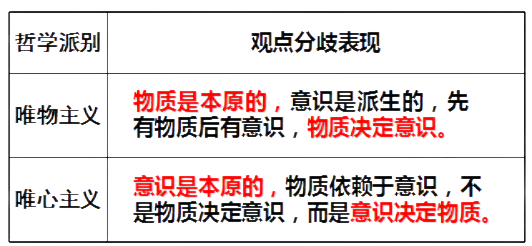 哲学派别
观点分歧表现
唯物主义
物质是本原的，意识是派生的，先
有物质后有意识，物质决定意识。
唯心主义
意识是本原的，物质依赖于意识，不
是物质决定意识，而是意识决定物质。